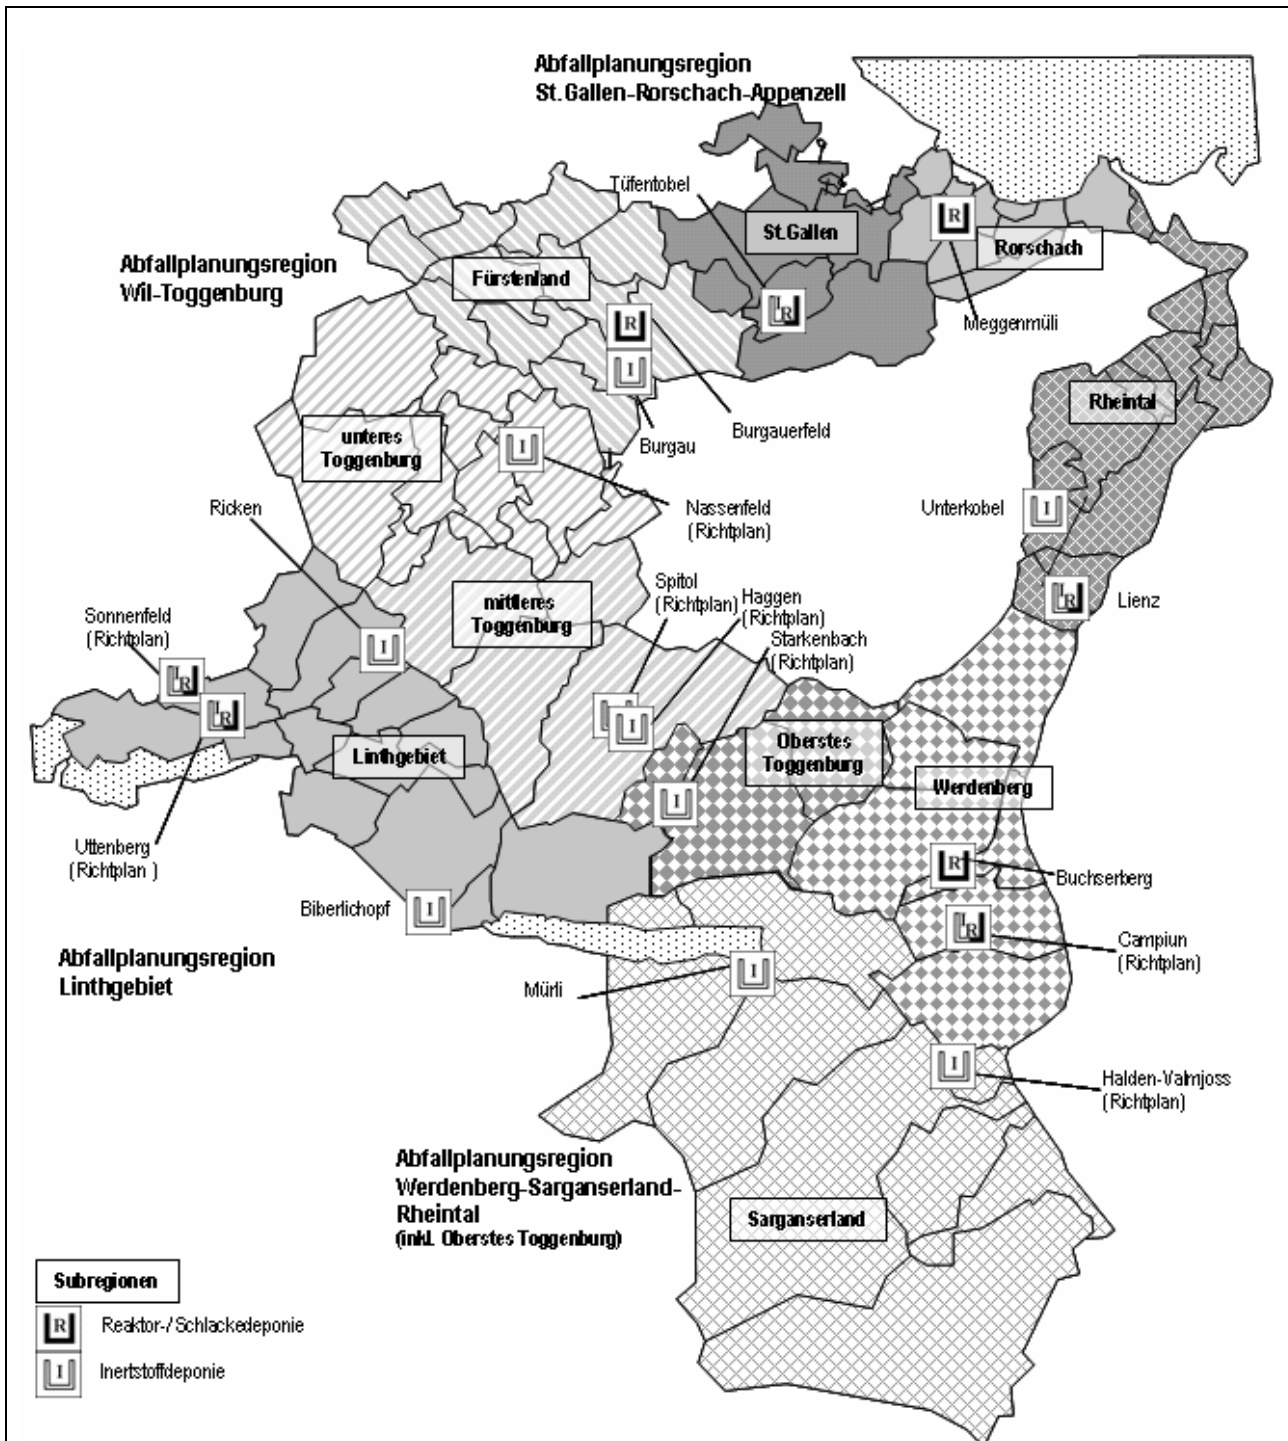 Abfallplanungsregion
St.Gallen-Rorschach-Appenzell
Tüfentobel
St.Gallen
R
Rorschach
Abfallplanungsregion
Wil-Toggenburg
Fürstenland
I R
Meggenmüli
R
I
Rheintal
unteres
Toggenburg
Burgau
Burgauerfeld
I
Ricken
Nassenfeld
(Richtplan)
Unterkobel
I
Sonnenfeld
(Richtplan)
mittleres
Toggenburg
Spitol
(Richtplan)
Haggen
(Richtplan)
Starkenbach
(Richtplan)
I R
Lienz
I
I R
I R
I
Linthgebiet
Oberstes
Toggenburg
Werdenberg
I
Uttenberg
(Richtplan )
R
Buchserberg
Biberlichopf
I
I R
Campiun
(Richtplan)
Abfallplanungsregion
Linthgebiet
Mürli
I
I
Halden-Valmjoss
(Richtplan)
Abfallplanungsregion
Werdenberg-Sarganserland-
Rheintal
(inkl. Oberstes Toggenburg)
Sarganserland
Subregionen
R
Reaktor-/ Schlackedeponie
I
Inertstoffdeponie